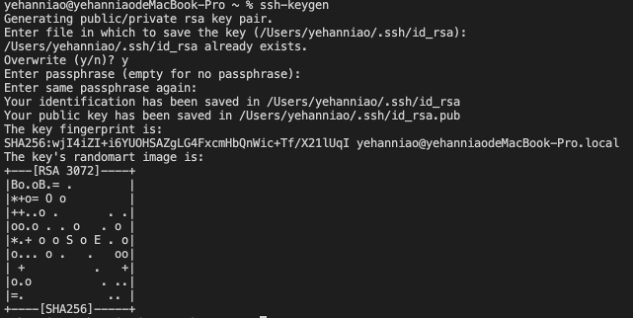 yehanniao@yehanniaodeMacBook-Pro ~ % ssh-keygen
Generating public/private rsa key pair.
Enter file in which to save the key (/Users/yehanniao/.ssh/id_rsa):
/Users/yehanniao/.ssh/id_rsa already exists.
Overwrite (y/n)? y
Enter passphrase (empty for no passphrase):
Enter same passphrase again:
Your identification has been saved in /Users/yehanniao/.ssh/id_rsa
Your public key has been saved in /Users/yehanniao/.ssh/id_rsa.pub
The key fingerprint is:
SHA256:wjI4iZI+i6YUOHSAZgLG4FxcmHbQnWic+Tf/X21lUqI yehanniao@yehanniaodeMacBook-Pro.local
The key's randomart image is:
+---[RSA 3072]----+
|Bo.oB.= .        |
|*+o= O o         |
|++..o .      . .|
|oo.o . . o   . o |
|*.+ o o S o E . o|
|o... o .   .   oo|
| +         .   +|
|o.o         . ..|
|=.          .. |
+----[SHA256]-----+